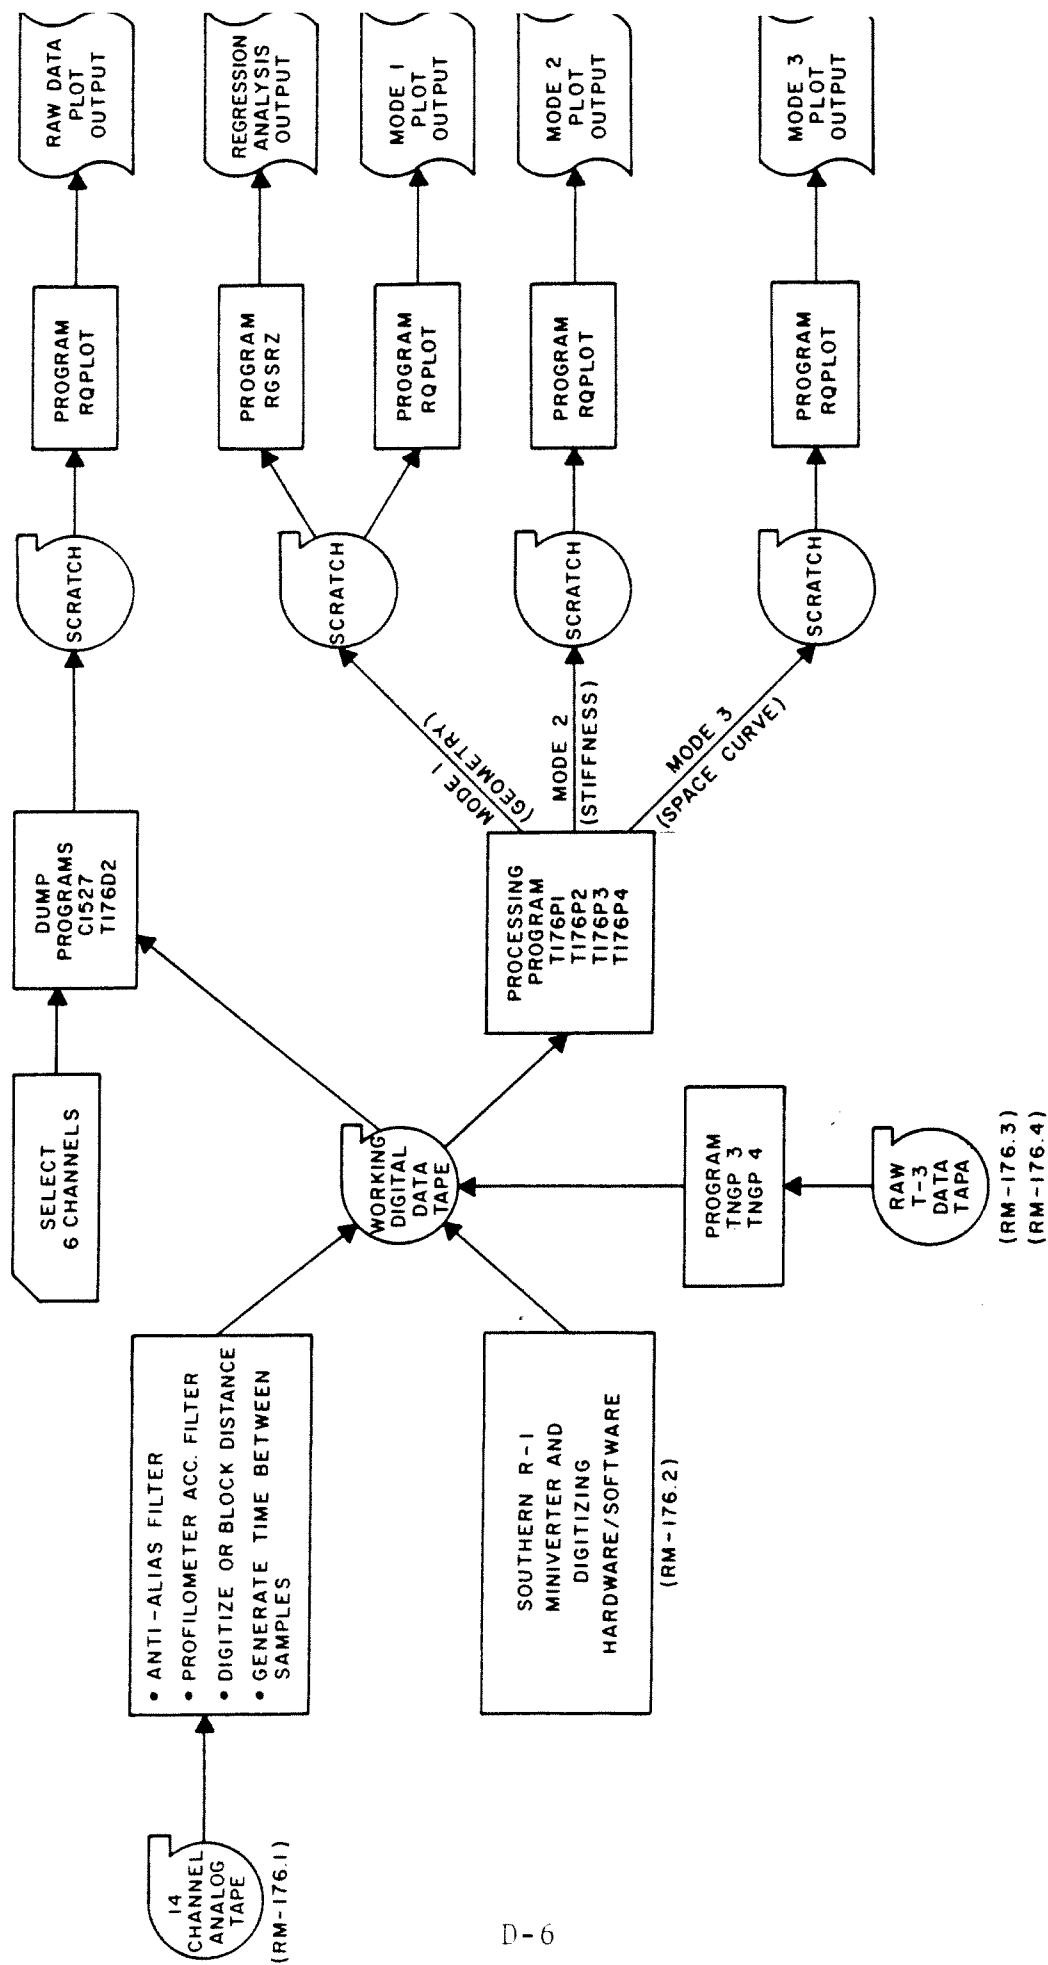 14
CHANNEL
ANALOG
TAPE
(RM-176.1)
• ANTI-ALIAS FILTER
• PROFILOMETER ACC. FILTER
• DIGITIZE OR BLOCK DISTANCE
• GENERATE TIME BETWEEN
SAMPLES
SOUTHERN R-1
MINIVERTER AND
DIGITIZING
HARDWARE/SOFTWARE
(RM-176.2)
SELECT
6 CHANNELS
WORKING
DIGITAL
DATA
TAPE
PROGRAM
TNGP 3
TNGP 4
RAW
T-3
DATA
TAPA
(RM-176.3)
(RM-176.4)
DUMP
PROGRAMS
C1527
T176D2
PROCESSING
PROGRAM
T176P1
T176P2
T176P3
T176P4
MODE 1
(GEOMETRY)
MODE 2
(STIFFNESS)
MODE 3
(SPACE CURVE)
SCRATCH
SCRATCH
SCRATCH
SCRATCH
PROGRAM
RQPLOT
PROGRAM
RGSRZ
PROGRAM
RQPLOT
PROGRAM
RQPLOT
PROGRAM
RQPLOT
RAW DATA
PLOT
OUTPUT
REGRESSION
ANALYSIS
OUTPUT
MODE 1
PLOT
OUTPUT
MODE 2
PLOT
OUTPUT
MODE 3
PLOT
OUTPUT
D-6